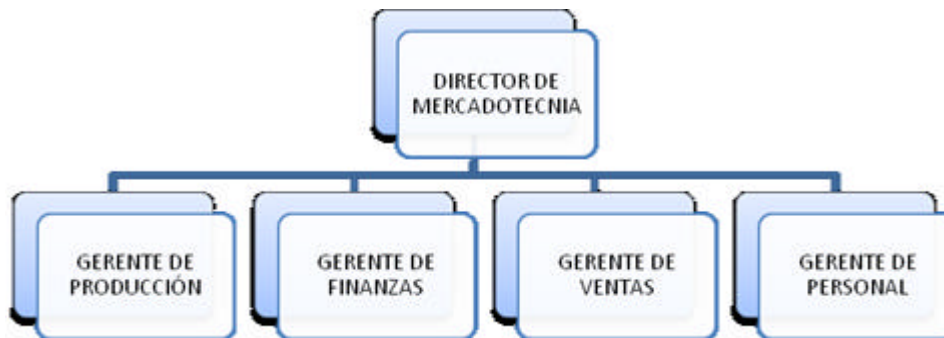 DIRECTOR DE
MERCADOTECNIA
GERENTE DE
PRODUCCIÓN
GERENTE DE
FINANZAS
GERENTE DE
VENTAS
GERENTE DE
PERSONAL